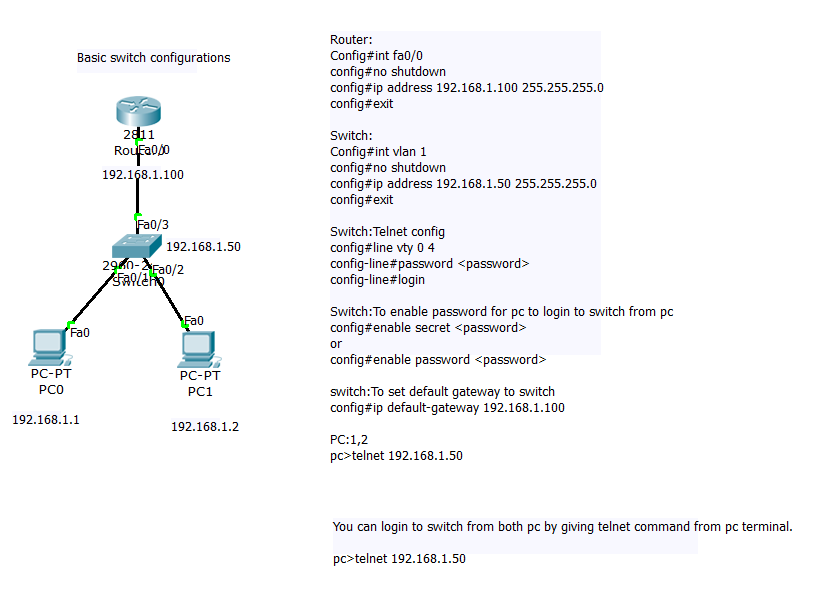 Basic switch configurations
2811
Fa0/0
192.168.1.100
Fa0/3
192.168.1.50
Fa0/2
Fa0/1
Switch0
Fa0
Fa0
PC-PT
PC0
PC-PT
PC1
192.168.1.1
192.168.1.2
Router:
Config#int fa0/0
config#no shutdown
config#ip address 192.168.1.100 255.255.255.0
config#exit
Switch:
Config#int vlan 1
config#no shutdown
config#ip address 192.168.1.50 255.255.255.0
config#exit
Switch:Telnet config
config#line vty 0 4
config-line#password <password>
config-line#login
Switch:To enable password for pc to login to switch from pc
config#enable secret <password>
or
config#enable password <password>
switch:To set default gateway to switch
config#ip default-gateway 192.168.1.100
PC:1,2
pc>telnet 192.168.1.50
You can login to switch from both pc by giving telnet command from pc terminal.
pc>telnet 192.168.1.50